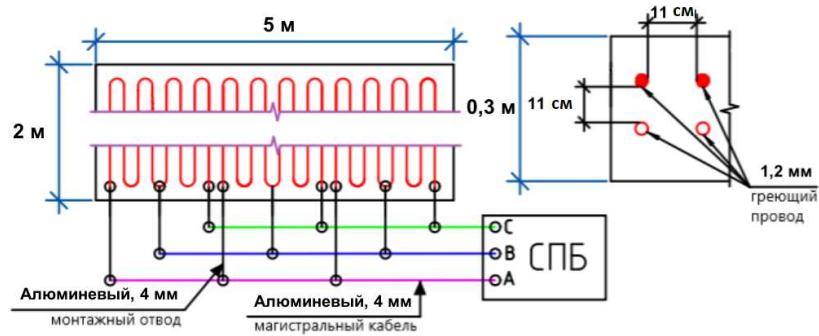 5 м
11 см
2 м
0,3 м
11 см
1,2 мм
греющий
провод
C
B
A
СПБ
Алюминевый, 4 мм
монтажный отвод
Алюминевый, 4 мм
магистральный кабель